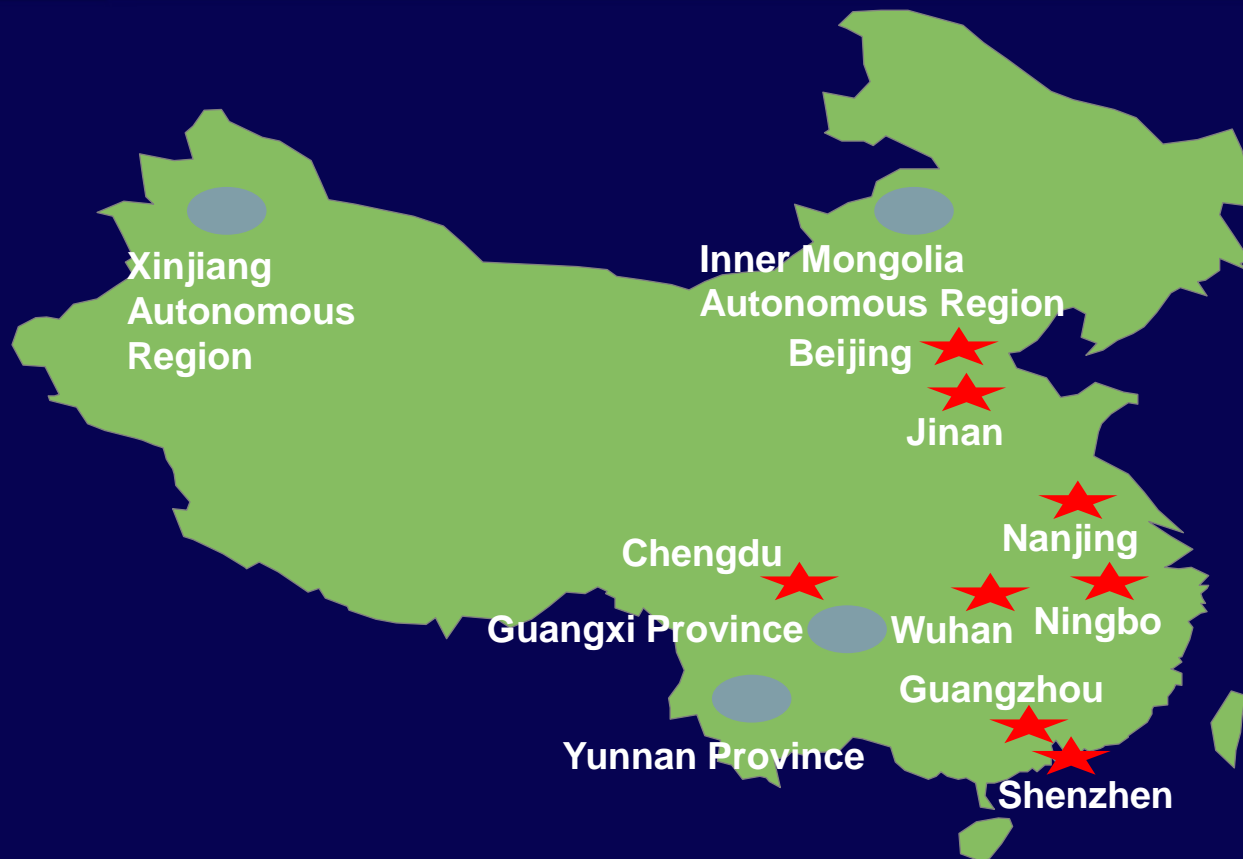 Xinjiang
Autonomous
Region
Inner Mongolia
Autonomous Region
Beijing
Jinan
Nanjing
Chengdu
Guangxi Province
Wuhan
Ningbo
Guangzhou
Yunnan Province
Shenzhen